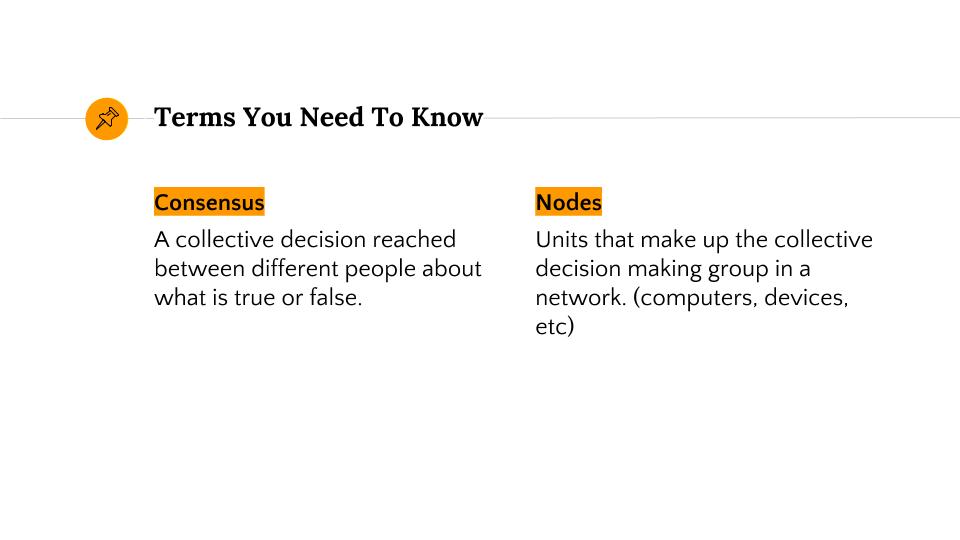 Terms You Need To Know
Consensus
A collective decision reached
between different people about
what is true or false.
Nodes
Units that make up the collective
decision making group in a
network. (computers, devices,
etc)